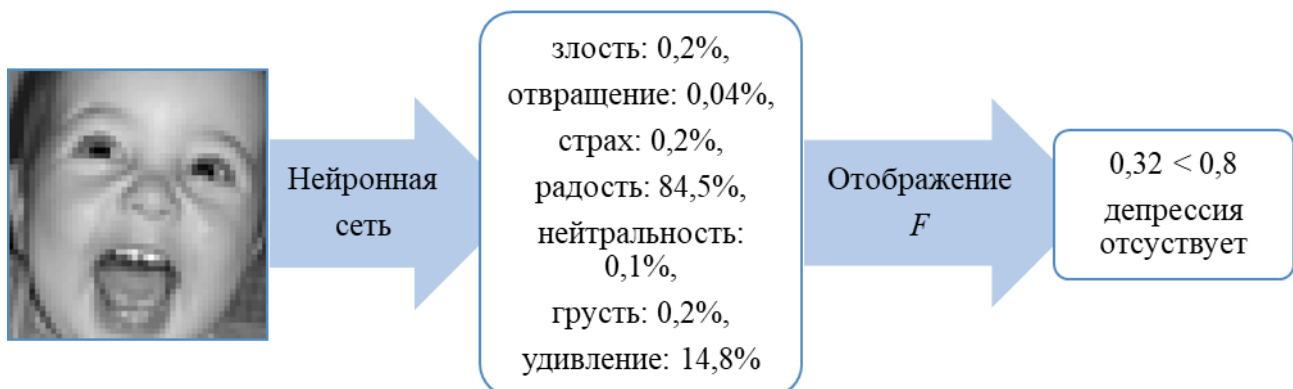 Нейронная
сеть
злость: 0,2%,
отвращение: 0,04%,
страх: 0,2%,
радость: 84,5%,
нейтральность:
0,1%,
грусть: 0,2%,
удивление: 14,8%
Отображение
F
0,32 < 0,8
депрессия
отсуствует